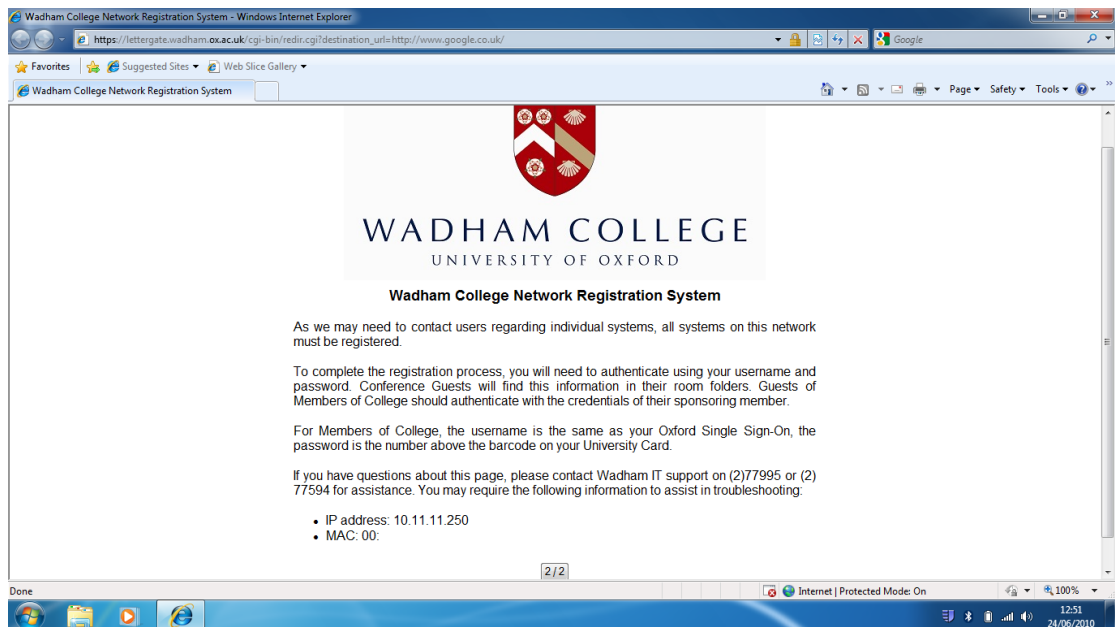 Wadham College Network Registration System - Windows Internet Explorer
https://lettergate.wadham.ox.ac.uk/cgi-bin/redir.cgi?destination_url=http://www.google.co.uk/
Google
Favorites Suggested Sites Web Slice Gallery
Wadham College Network Registration System
Page Safety Tools
WADHAM COLLEGE
UNIVERSITY OF OXFORD
Wadham College Network Registration System
As we may need to contact users regarding individual systems, all systems on this network
must be registered.
To complete the registration process, you will need to authenticate using your username and
password. Conference Guests will find this information in their room folders. Guests of
Members of College should authenticate with the credentials of their sponsoring member.
For Members of College, the username is the same as your Oxford Single Sign-On, the
password is the number above the barcode on your University Card.
If you have questions about this page, please contact Wadham IT support on (2)77995 or (2)
77594 for assistance. You may require the following information to assist in troubleshooting:
• IP address: 10.11.11.250
• MAC: 00:
2 / 2
Done
Internet | Protected Mode: On
100%
12:51
24/06/2010